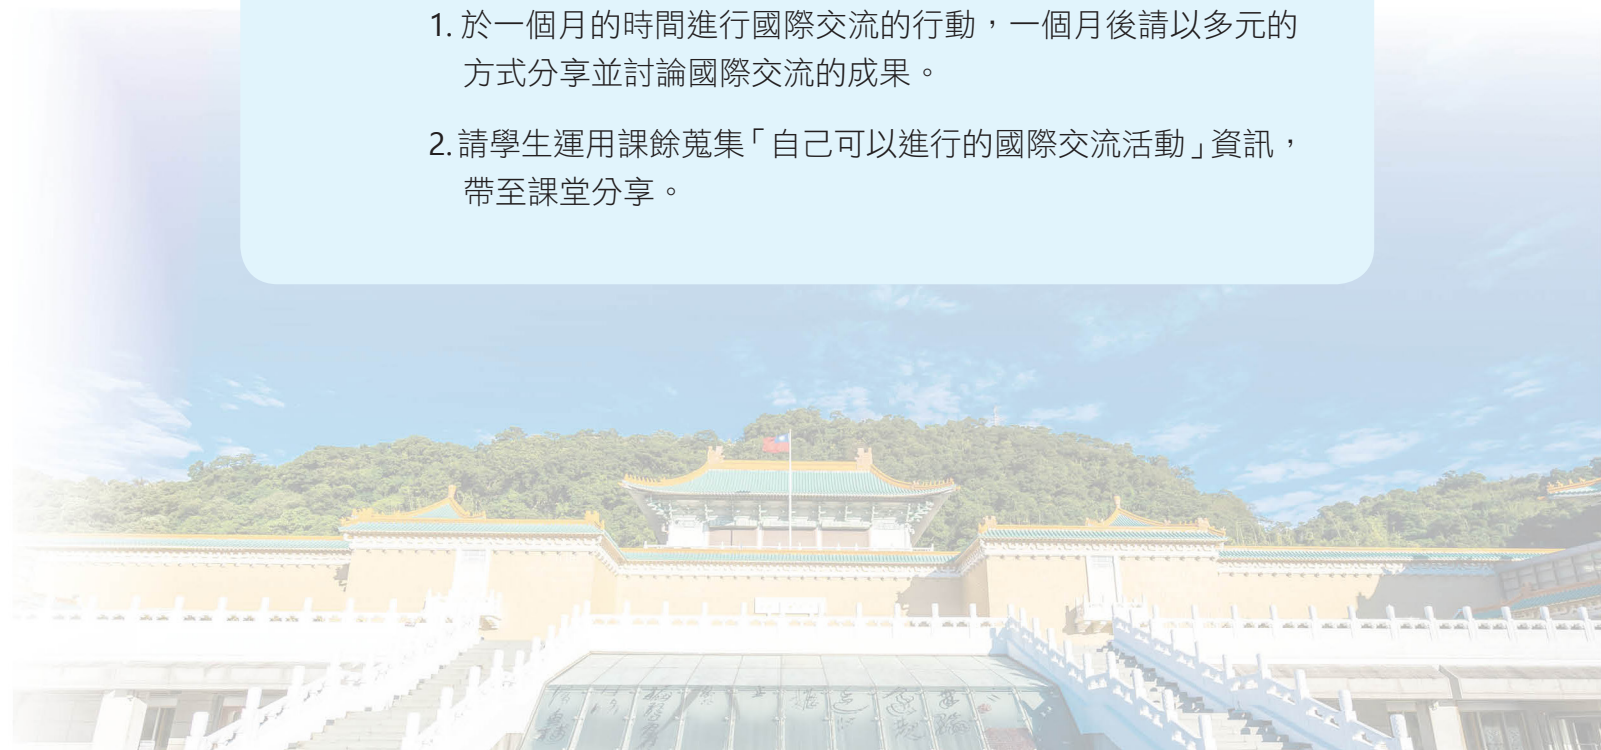 1. 於一個月的時間進行國際交流的行動，一個月後請以多元的
方式分享並討論國際交流的成果。
2. 請學生運用課餘蒐集「自己可以進行的國際交流活動」資訊，
帶至課堂分享。